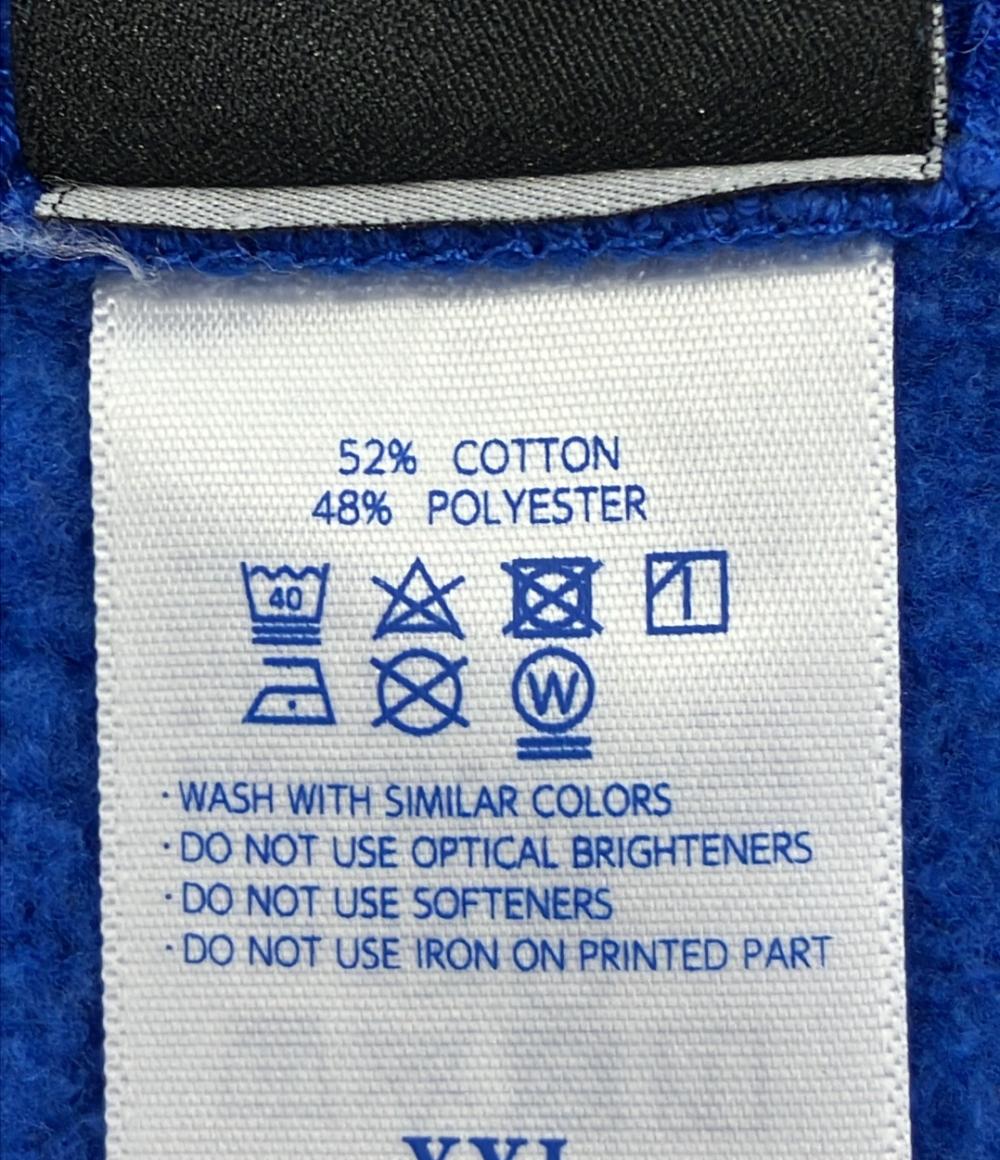 52% COTTON
48% POLYESTER
40
W
· WASH WITH SIMILAR COLORS
· DO NOT USE OPTICAL BRIGHTENERS
· DO NOT USE SOFTENERS
· DO NOT USE IRON ON PRINTED PART
XXL